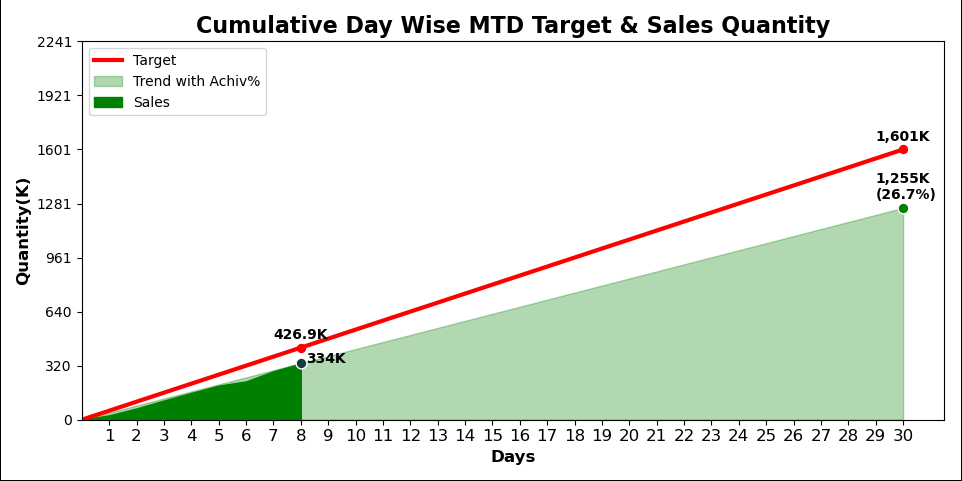 Cumulative Day Wise MTD Target & Sales Quantity
2241
1921
1601
1281
961
640
320
0
Quantity(K)
Target
Trend with Achiv%
Sales
1,601K
1,255K
(26.7%)
426.9K
334K
1 2 3 4 5 6 7 8 9 10 11 12 13 14 15 16 17 18 19 20 21 22 23 24 25 26 27 28 29 30
Days